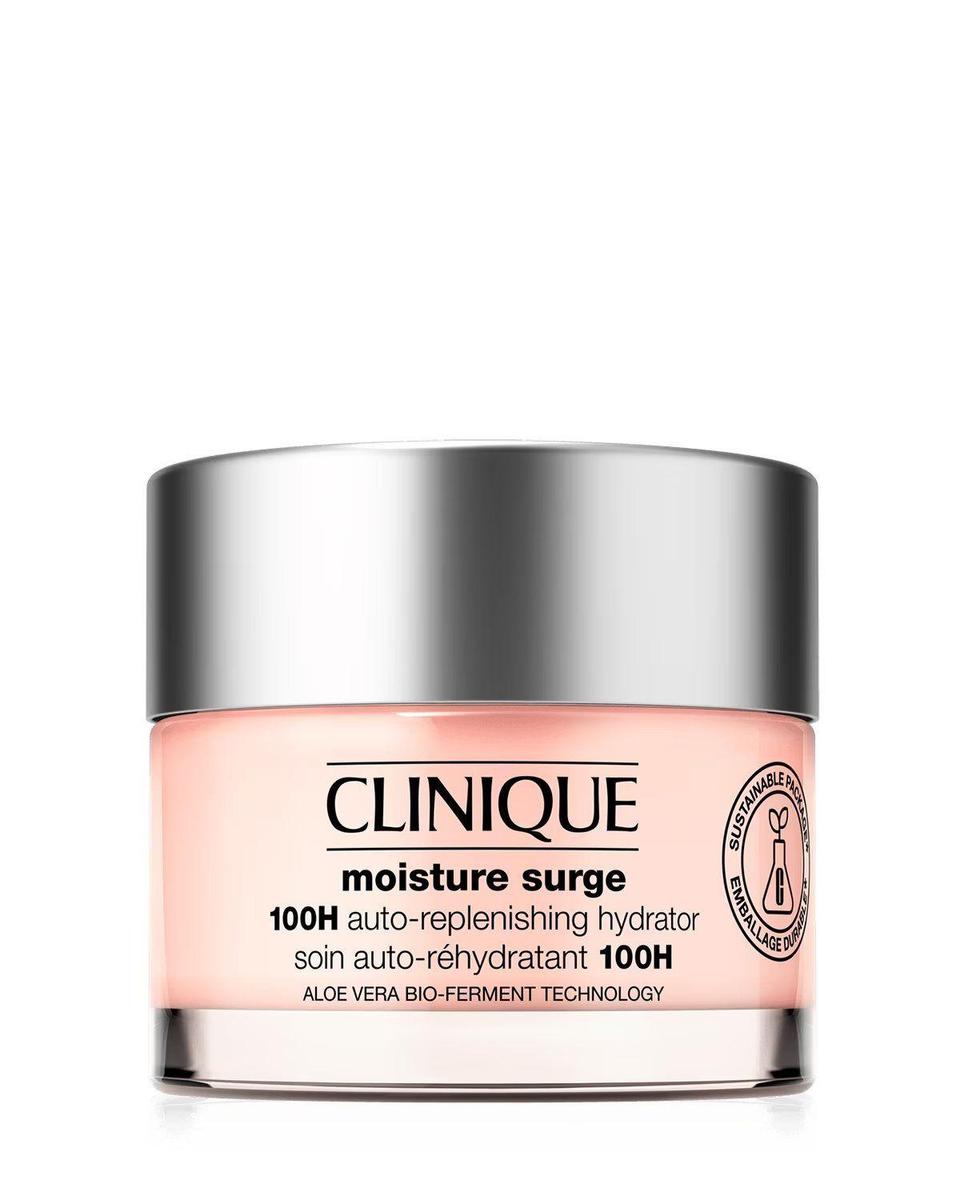 CLINIQUE
moisture surge
100H auto-replenishing hydrator
soin auto-réhydratant 100H
ALOE VERA BIO-FERMENT TECHNOLOGY
SUSTAINABLE PACKAGE*
EMBALLAGE DURABLE*
C